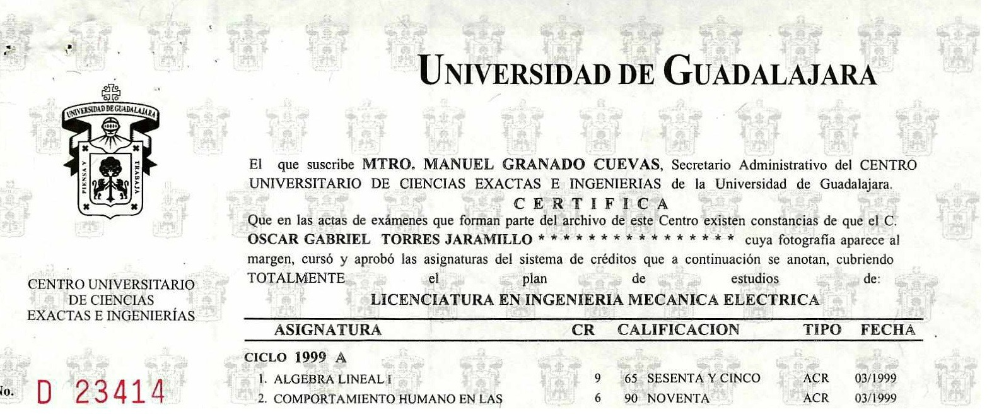 UNIVERSIDAD DE GUADALAJARA
UNIVERSIDAD DE GUADALAJARA
PIENSA Y
TRABAJA
El que suscribe MTRO. MANUEL GRANADO CUEVAS, Secretario Administrativo del CENTRO
UNIVERSITARIO DE CIENCIAS EXACTAS E INGENIERIAS de la Universidad de Guadalajara.
C E R T I F I C A
Que en las actas de exámenes que forman parte del archivo de este Centro existen constancias de que el C.
OSCAR GABRIEL TORRES JARAMILLO * * * * * * * * * * * * * * * * cuya fotografía aparece al
margen, cursó y aprobó las asignaturas del sistema de créditos que a continuación se anotan, cubriendo
TOTALMENTE el plan de estudios de:
LICENCIATURA EN INGENIERIA MECANICA ELECTRICA
CENTRO UNIVERSITARIO
DE CIENCIAS
EXACTAS E INGENIERÍAS
ASIGNATURA CR CALIFICACION TIPO FECHA
CICLO 1999 A
1. ALGEBRA LINEAL I 9 65 SESENTA Y CINCO ACR 03/1999
2. COMPORTAMIENTO HUMANO EN LAS 6 90 NOVENTA ACR 03/1999
No. D 23414